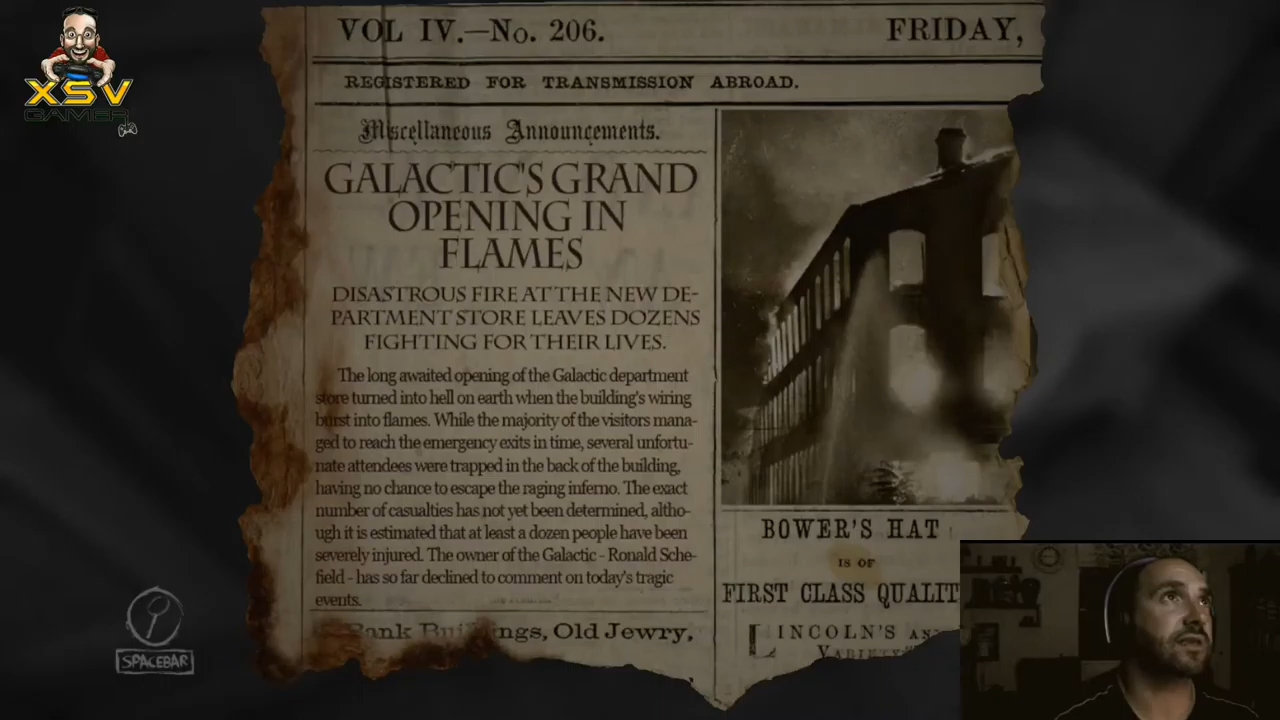 XSV
GAMER
VOL IV.—No. 206.
FRIDAY,
REGISTERED FOR TRANSMISSION ABROAD.
Miscellaneous Announcements.
GALACTIC'S GRAND
OPENING IN
FLAMES
DISASTROUS FIRE AT THE NEW DE-
PARTMENT STORE LEAVES DOZENS
FIGHTING FOR THEIR LIVES.
The long awaited opening of the Galactic department
store turned into hell on earth when the building's wiring
burst into flames. While the majority of the visitors mana-
ged to reach the emergency exits in time, several unfortu-
nate attendees were trapped in the back of the building,
having no chance to escape the raging inferno. The exact
number of casualties has not yet been determined, altho-
ugh it is estimated that at least a dozen people have been
severely injured. The owner of the Galactic - Ronald Sche-
field - has so far declined to comment on today's tragic
events.
Bank Buildings, Old Jewry,
BOWER'S HAT
IS OF
FIRST CLASS QUALIT
LINCOLN'S
SPACEBAR